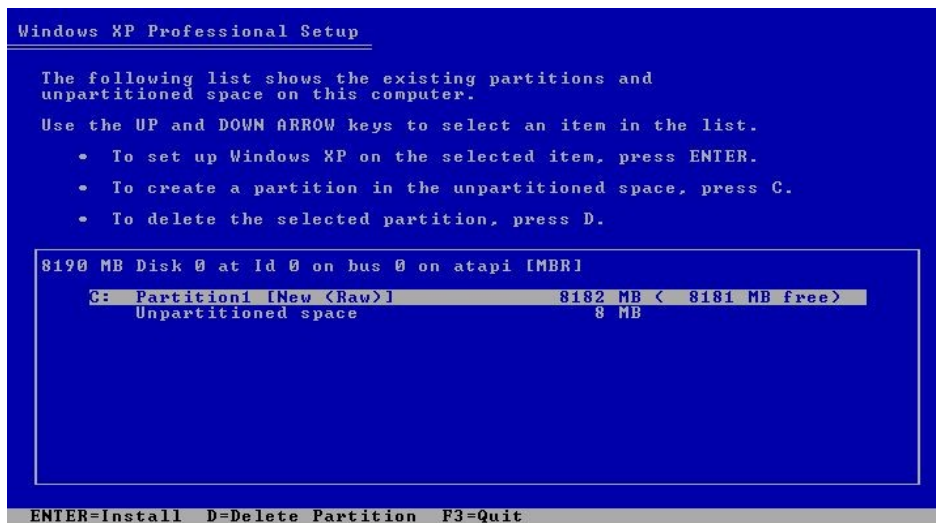 Windows XP Professional Setup
The following list shows the existing partitions and
unpartitioned space on this computer.
Use the UP and DOWN ARROW keys to select an item in the list.
• To set up Windows XP on the selected item, press ENTER.
• To create a partition in the unpartitioned space, press C.
• To delete the selected partition, press D.
8190 MB Disk 0 at Id 0 on bus 0 on atapi [MBR]
C: Partition1 [New (Raw)] 8182 MB ( 8181 MB free)
Unpartitioned space 8 MB
ENTER=Install D=Delete Partition F3=Quit